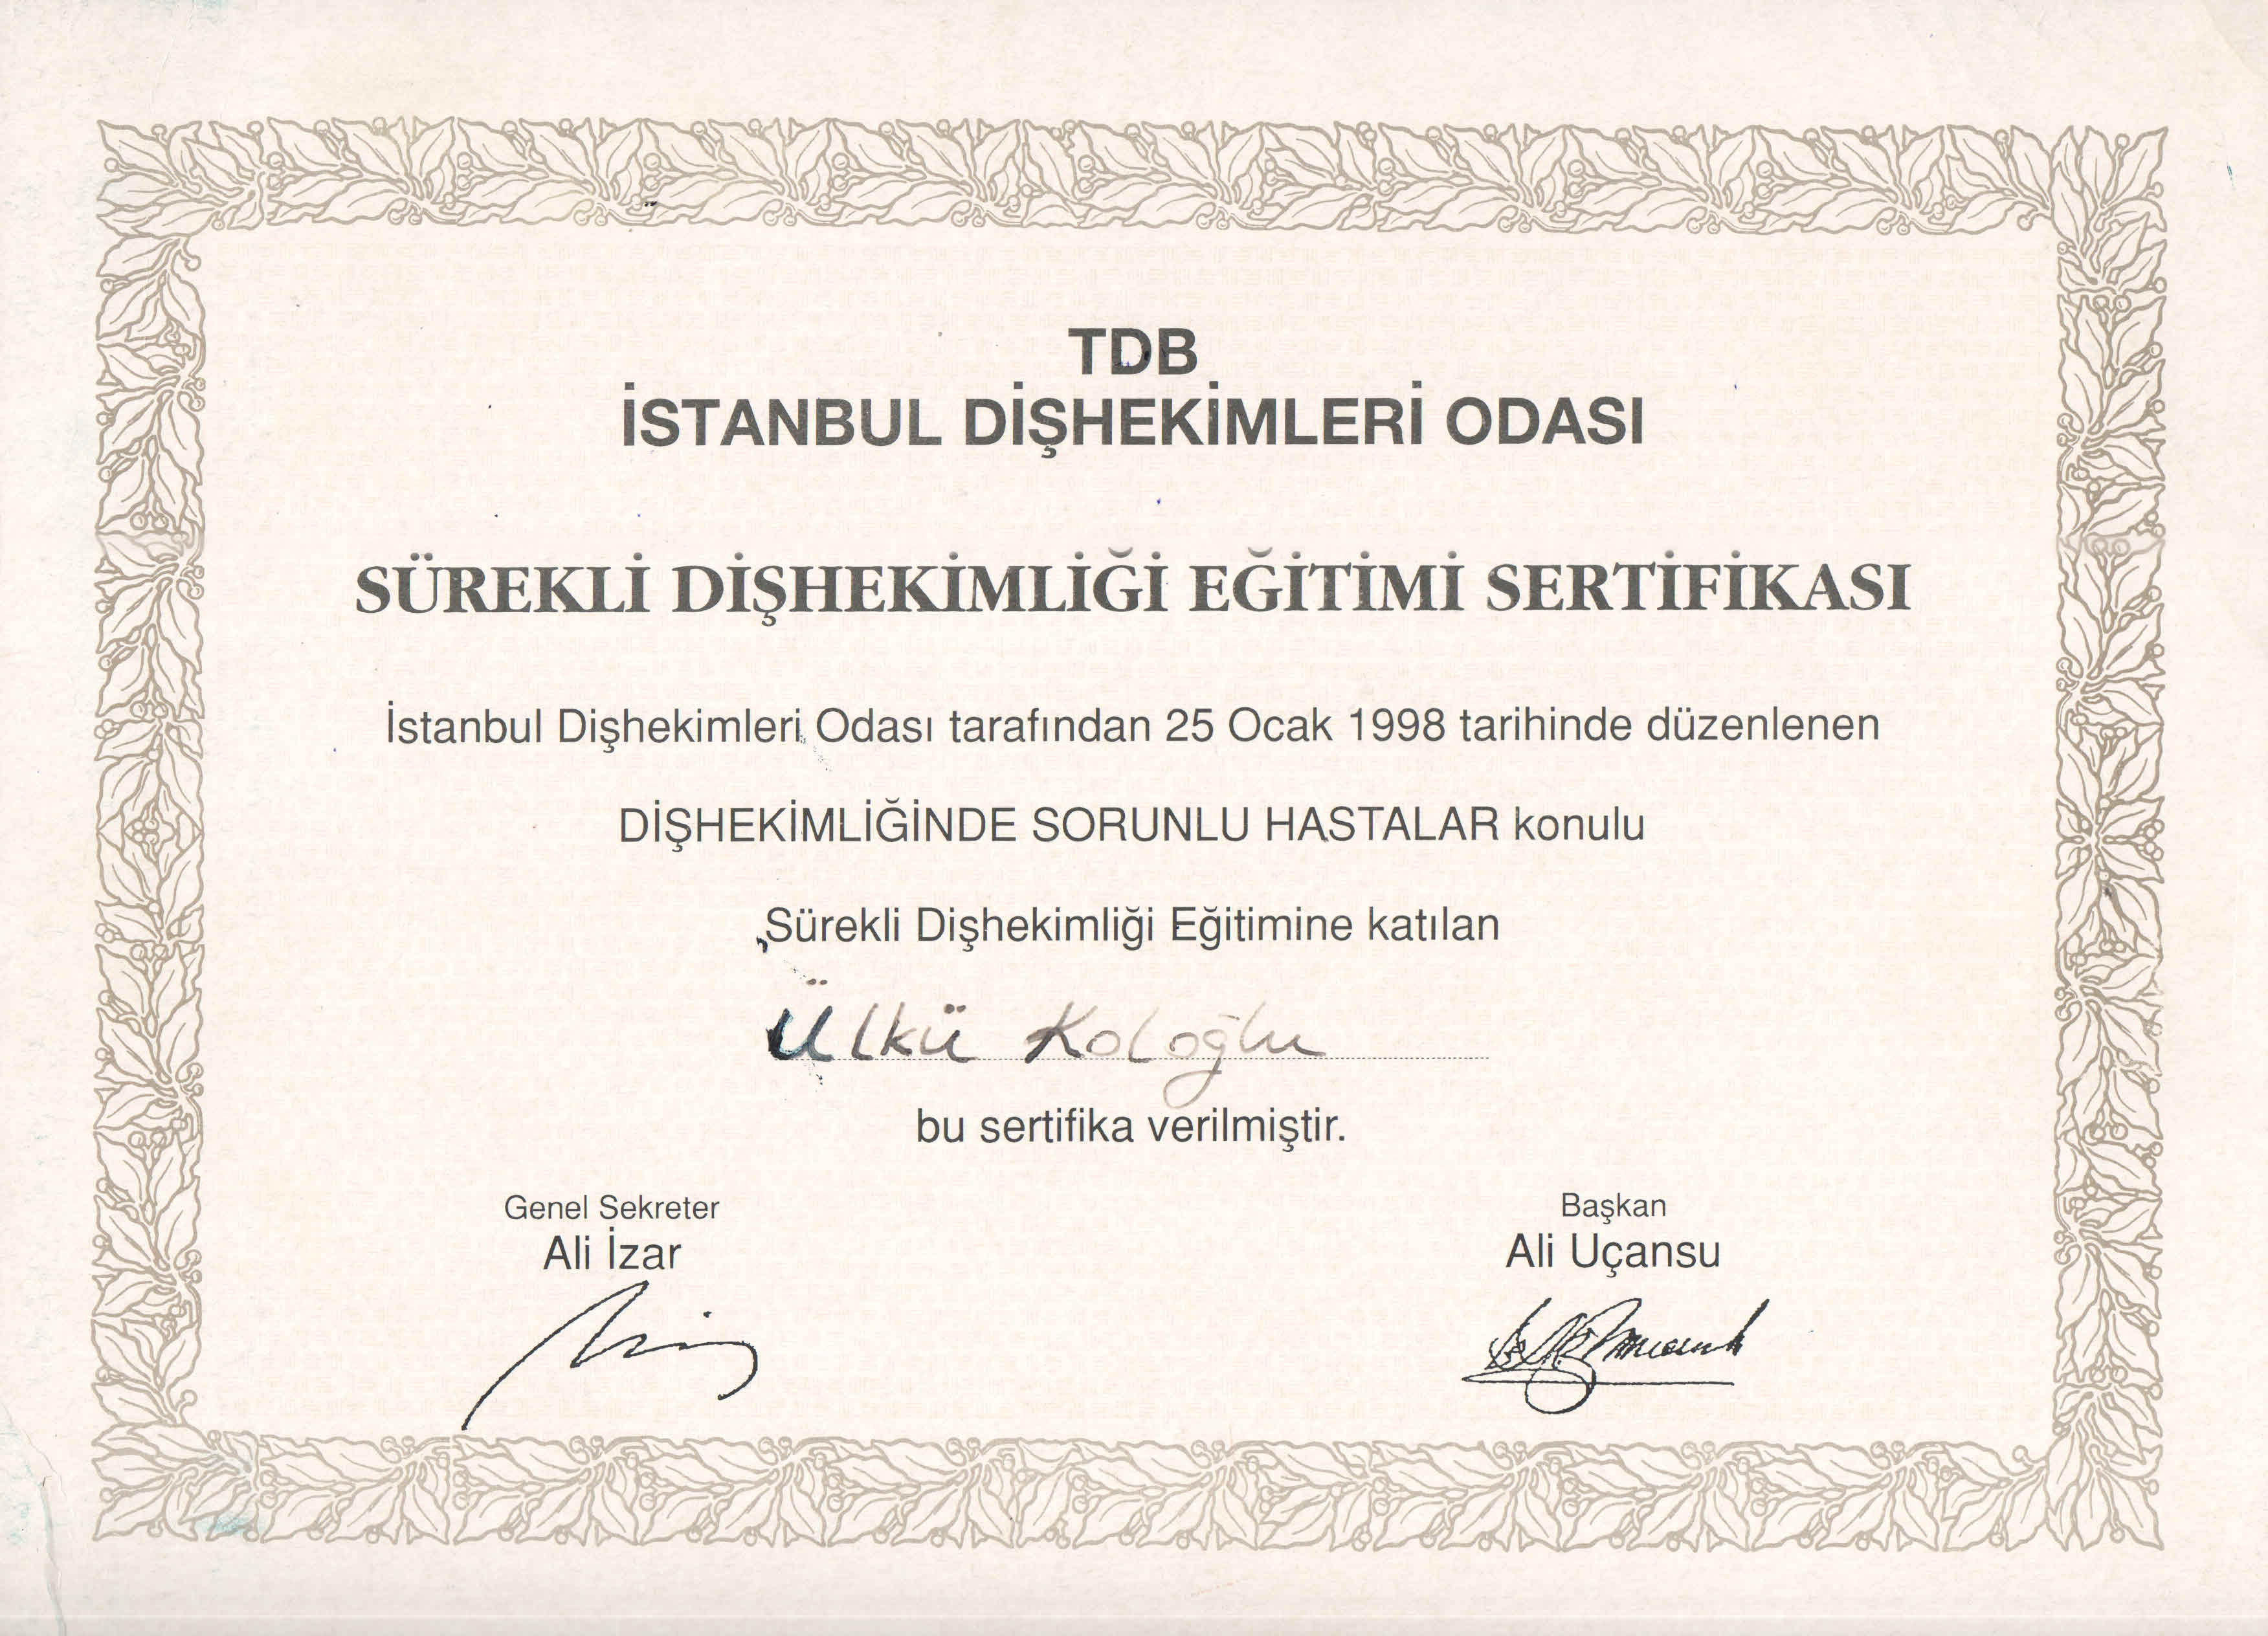 TDB
İSTANBUL DİŞHEKİMLERİ ODASI
SÜREKLİ DİŞHEKİMLİĞİ EĞİTİMİ SERTİFİKASI
İstanbul Dişhekimleri Odası tarafından 25 Ocak 1998 tarihinde düzenlenen
DİŞHEKİMLİĞİNDE SORUNLU HASTALAR konulu
Sürekli Dişhekimliği Eğitimine katılan
Ülkü Koloğlu
bu sertifika verilmiştir.
Genel Sekreter
Ali İzar
Başkan
Ali Uçansu